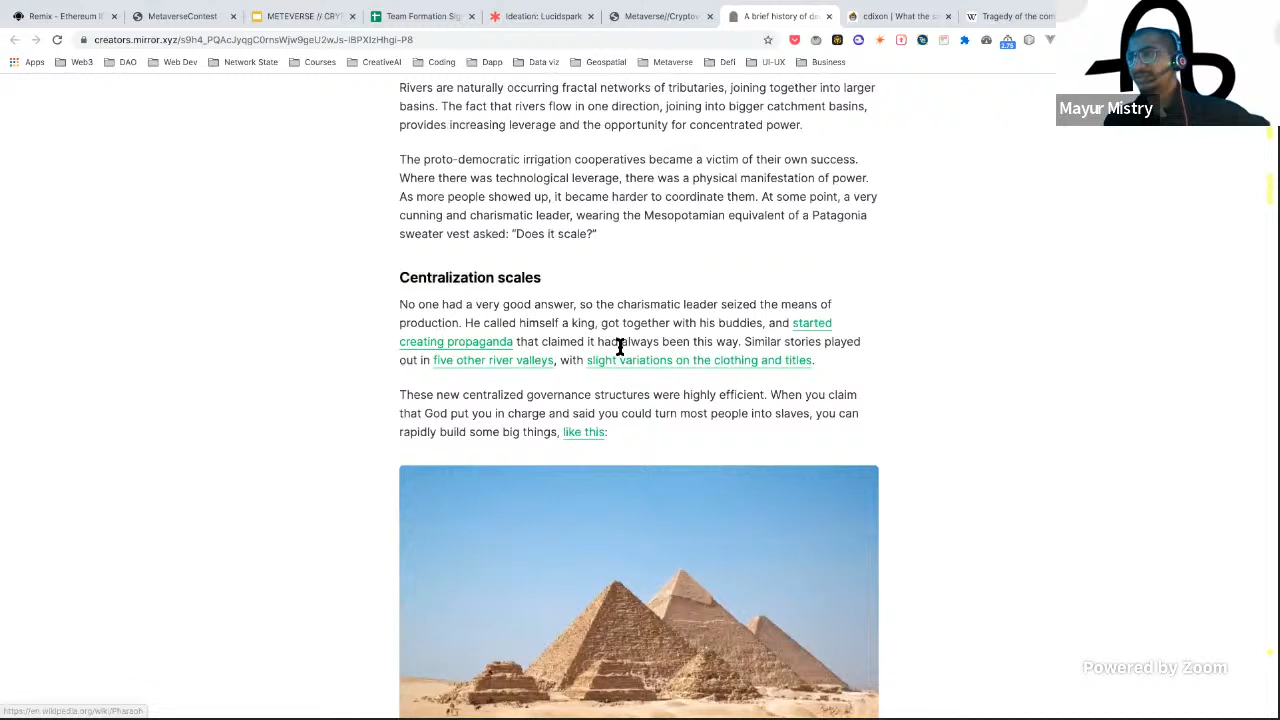 Remix - Ethereum I
MetaverseContest
METEVERSE // CRY
Team Formation Si
Ideation: Lucidspark
Metaverse//Cryptov
A brief history of d
cdixon | What the s
Tragedy of the com
creators.mirror.xyz/s9h4_PQAcJyqgC0rnsWjw9geU2wJs-lBPXIzHhgi-P8
2.75
Apps
Web3
DAO
Web Dev
Network State
Courses
CreativeAI
Coding
Dapp
Data viz
Geospatial
Metaverse
Defi
UI-UX
Business
Mayur Mistry
Rivers are naturally occurring fractal networks of tributaries, joining together into larger
basins. The fact that rivers flow in one direction, joining into bigger catchment basins,
provides increasing leverage and the opportunity for concentrated power.
The proto-democratic irrigation cooperatives became a victim of their own success.
Where there was technological leverage, there was a physical manifestation of power.
As more people showed up, it became harder to coordinate them. At some point, a very
cunning and charismatic leader, wearing the Mesopotamian equivalent of a Patagonia
sweater vest asked: “Does it scale?”
Centralization scales
No one had a very good answer, so the charismatic leader seized the means of
production. He called himself a king, got together with his buddies, and started
creating propaganda that claimed it had always been this way. Similar stories played
out in five other river valleys, with slight variations on the clothing and titles.
These new centralized governance structures were highly efficient. When you claim
that God put you in charge and said you could turn most people into slaves, you can
rapidly build some big things, like this:
Powered by Zoom
https://en.wikipedia.org/wiki/Pharaoh